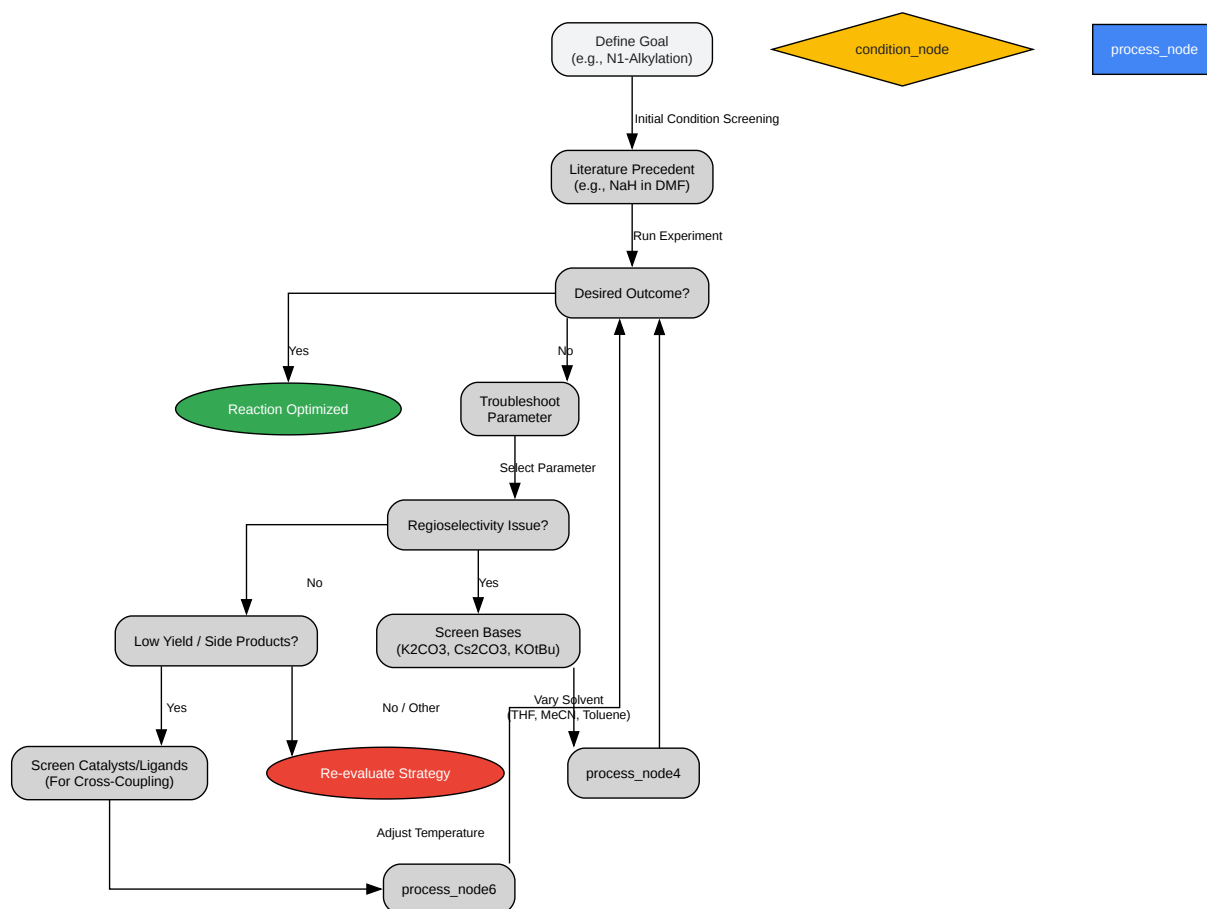 Define Goal
(e.g., N1-Alkylation)
condition_node
process_node
Initial Condition Screening
Literature Precedent
(e.g., NaH in DMF)
Run Experiment
Desired Outcome?
Yes
No
Reaction Optimized
Troubleshoot
Parameter
Select Parameter
Regioselectivity Issue?
No
Yes
Low Yield / Side Products?
Screen Bases
(K2CO3, Cs2CO3, KOtBu)
Yes
No / Other
Vary Solvent
(THF, MeCN, Toluene)
Screen Catalysts/Ligands
(For Cross-Coupling)
Re-evaluate Strategy
process_node4
Adjust Temperature
process_node6